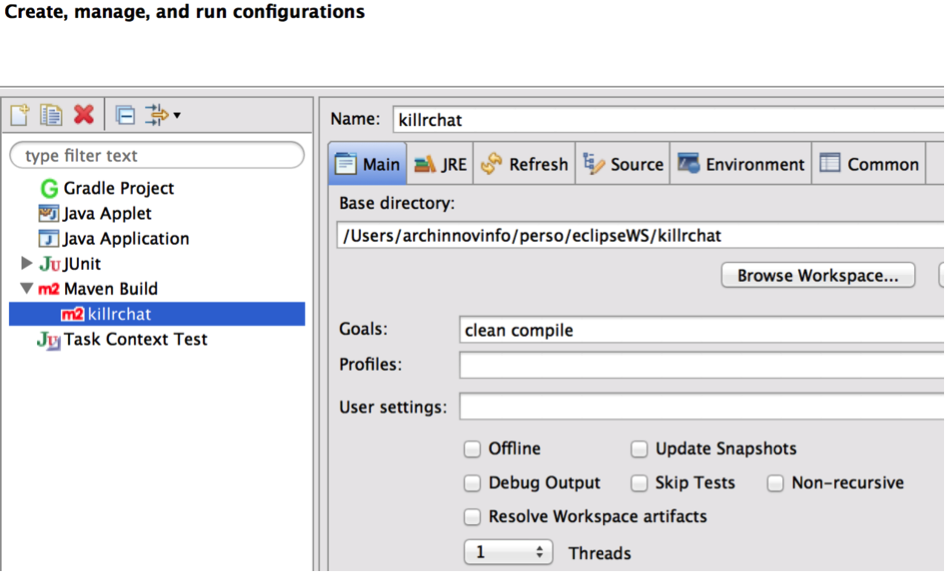 Create, manage, and run configurations
type filter text
Gradle Project
Java Applet
Java Application
JUnit
Maven Build
killrchat
Task Context Test
Name: killrchat
Main JRE Refresh Source Environment Common
Base directory:
/Users/archinnovinfo/perso/eclipseWS/killrchat
Browse Workspace...
Goals: clean compile
Profiles:
User settings:
Offline Update Snapshots
Debug Output Skip Tests Non-recursive
Resolve Workspace artifacts
1 Threads